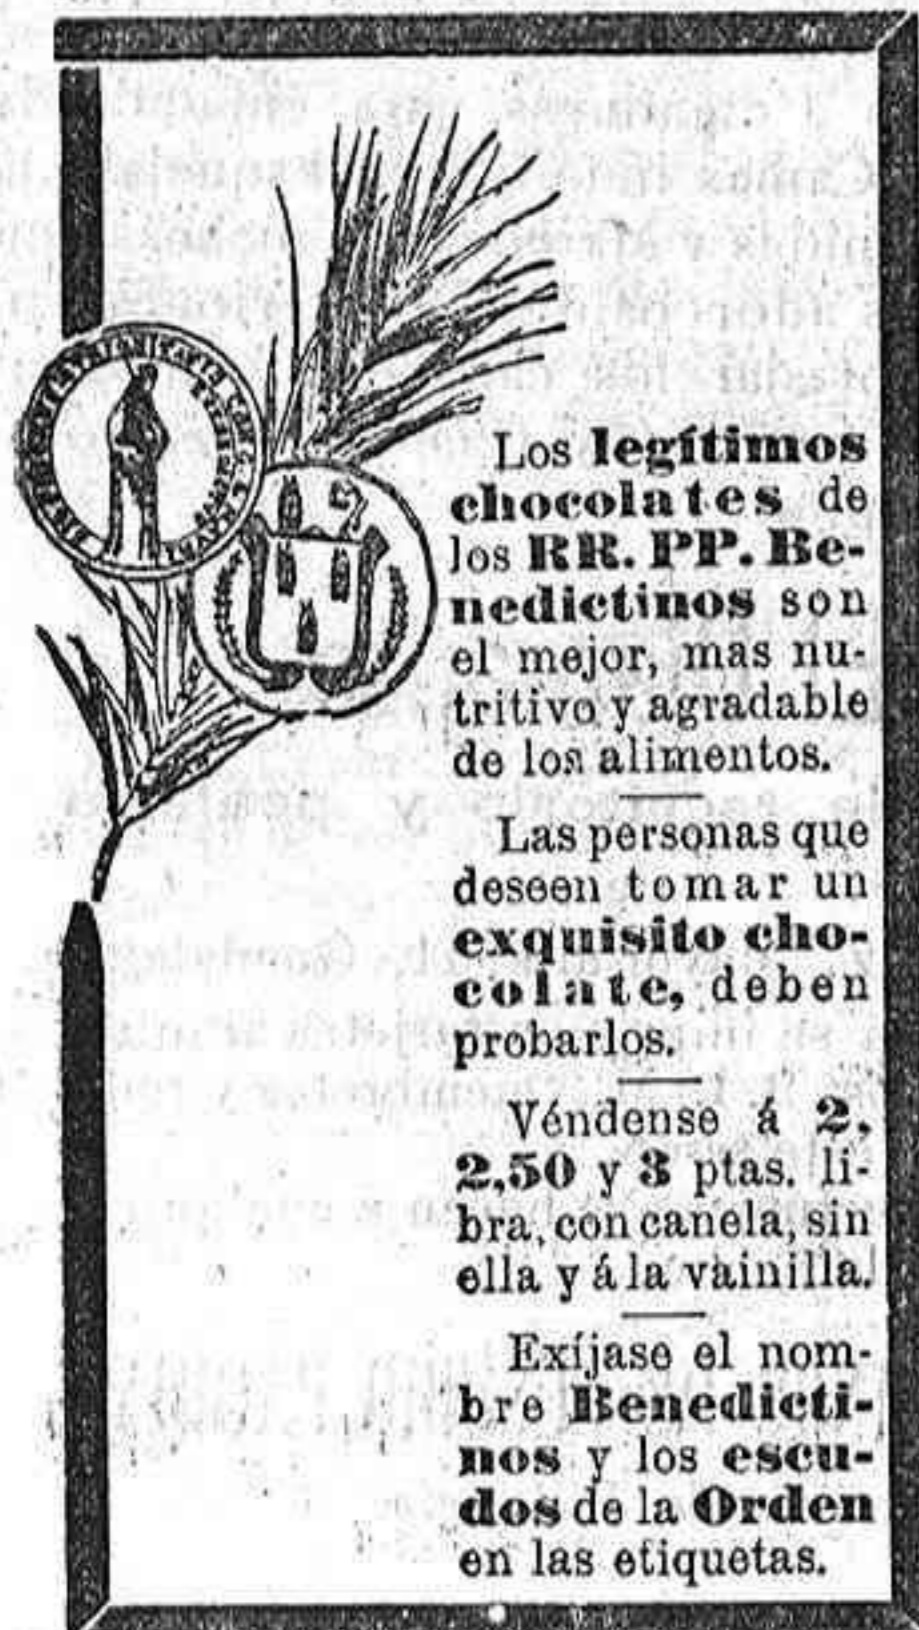 Los legítimos
chocolates de
los RR. PP. Be-
nedictinos son
el mejor, mas nu-
tritivo y agradable
de los alimentos.
Las personas que
deseen tomar un
exquisito cho-
colate, deben
probarlos.
Véndense á 2,
2,50 y 3 ptas. li-
bra, con canela, sin
ella y á la vainilla.
Exíjase el nom-
bre Benedicti-
nos y los escu-
dos de la Orden
en las etiquetas.